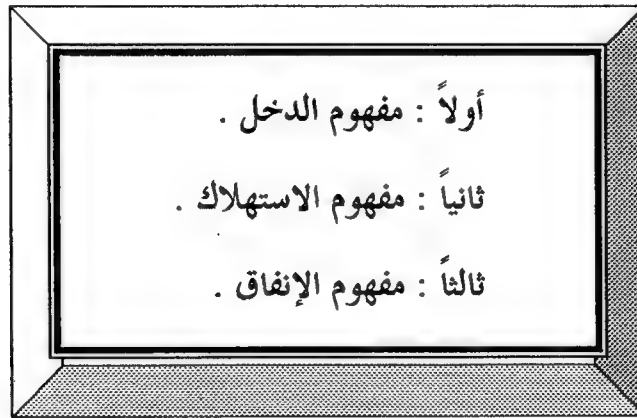 أولاً : مفهوم الدخل .
ثانياً : مفهوم الاستهلاك .
ثالثاً : مفهوم الإنفاق .